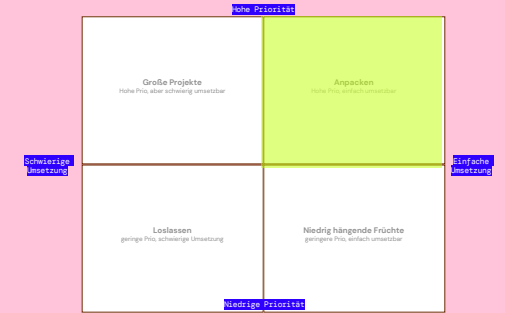 Hohe Priorität
Große Projekte
Hohe Prio, aber schwierig umsetzbar
Anpacken
Hohe Prio, einfach umsetzbar
Schwierige
Umsetzung
Einfache
Umsetzung
Loslassen
geringe Prio, schwierige Umsetzung
Niedrig hängende Früchte
geringere Prio, einfach umsetzbar
Niedrige Priorität